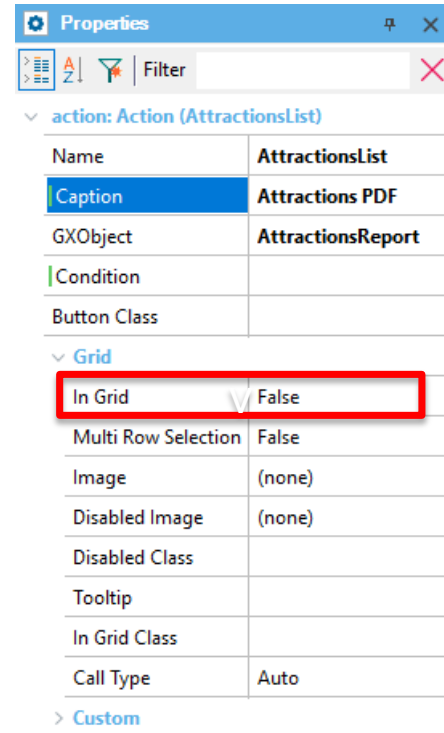 Properties
Filter
action: Action (AttractionsList)
Name AttractionsList
Caption Attractions PDF
GXObject AttractionsReport
Condition
Button Class
Grid
In Grid False
Multi Row Selection False
Image (none)
Disabled Image (none)
Disabled Class
Tooltip
In Grid Class
Call Type Auto
Custom